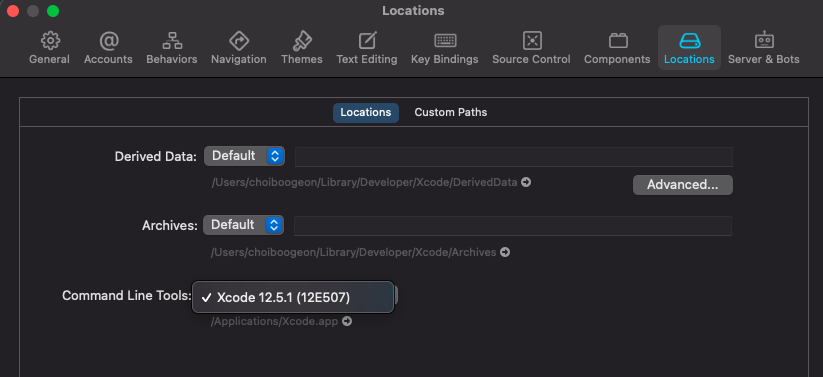 Locations
General Accounts Behaviors Navigation Themes Text Editing Key Bindings Source Control Components Locations Server & Bots
Locations Custom Paths
Derived Data: Default
/Users/choiboogeon/Library/Developer/Xcode/DerivedData
Advanced...
Archives: Default
/Users/choiboogeon/Library/Developer/Xcode/Archives
Command Line Tools: ✓ Xcode 12.5.1 (12E507)
/Applications/Xcode.app